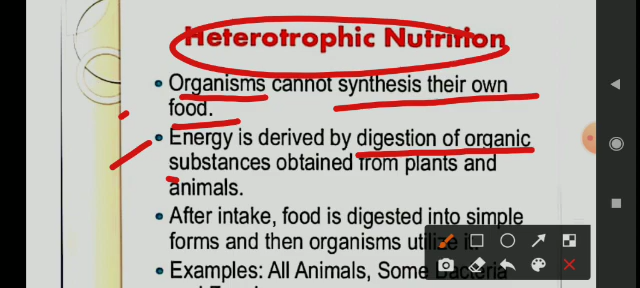 Heterotrophic Nutrition
• Organisms cannot synthesis their own
food.
• Energy is derived by digestion of organic
substances obtained from plants and
animals.
• After intake, food is digested into simple
forms and then organisms utilize it.
• Examples: All Animals, Some Bacteria